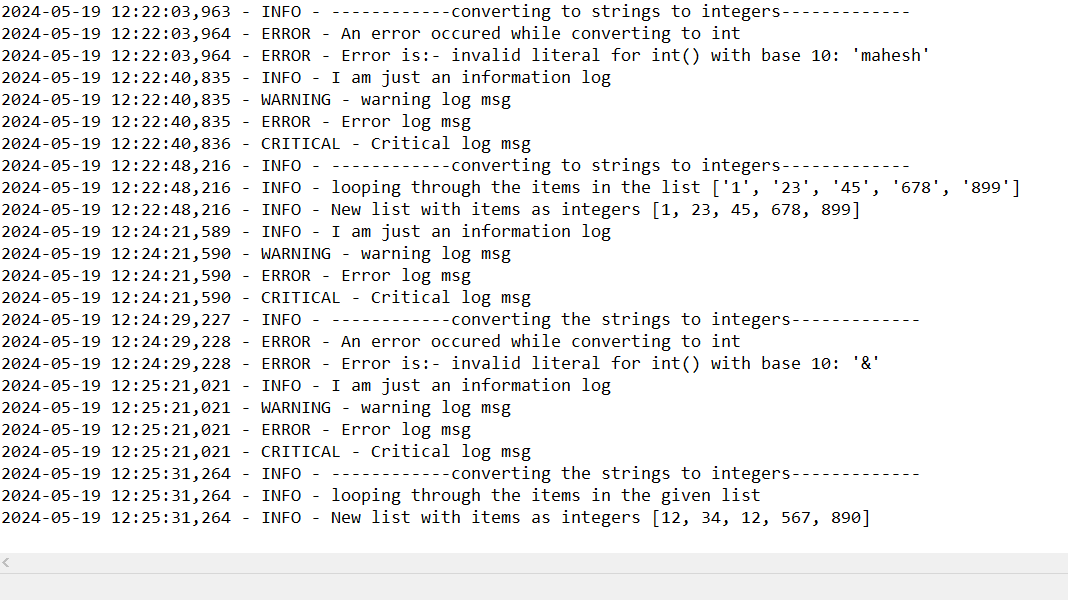 2024-05-19 12:22:03,963 - INFO - ------------converting to strings to integers-------------
2024-05-19 12:22:03,964 - ERROR - An error occured while converting to int
2024-05-19 12:22:03,964 - ERROR - Error is:- invalid literal for int() with base 10: 'mahesh'
2024-05-19 12:22:40,835 - INFO - I am just an information log
2024-05-19 12:22:40,835 - WARNING - warning log msg
2024-05-19 12:22:40,835 - ERROR - Error log msg
2024-05-19 12:22:40,836 - CRITICAL - Critical log msg
2024-05-19 12:22:48,216 - INFO - ------------converting to strings to integers-------------
2024-05-19 12:22:48,216 - INFO - looping through the items in the list ['1', '23', '45', '678', '899']
2024-05-19 12:22:48,216 - INFO - New list with items as integers [1, 23, 45, 678, 899]
2024-05-19 12:24:21,589 - INFO - I am just an information log
2024-05-19 12:24:21,590 - WARNING - warning log msg
2024-05-19 12:24:21,590 - ERROR - Error log msg
2024-05-19 12:24:21,590 - CRITICAL - Critical log msg
2024-05-19 12:24:29,227 - INFO - ------------converting the strings to integers-------------
2024-05-19 12:24:29,228 - ERROR - An error occured while converting to int
2024-05-19 12:24:29,228 - ERROR - Error is:- invalid literal for int() with base 10: '&'
2024-05-19 12:25:21,021 - INFO - I am just an information log
2024-05-19 12:25:21,021 - WARNING - warning log msg
2024-05-19 12:25:21,021 - ERROR - Error log msg
2024-05-19 12:25:21,021 - CRITICAL - Critical log msg
2024-05-19 12:25:31,264 - INFO - ------------converting the strings to integers-------------
2024-05-19 12:25:31,264 - INFO - looping through the items in the given list
2024-05-19 12:25:31,264 - INFO - New list with items as integers [12, 34, 12, 567, 890]